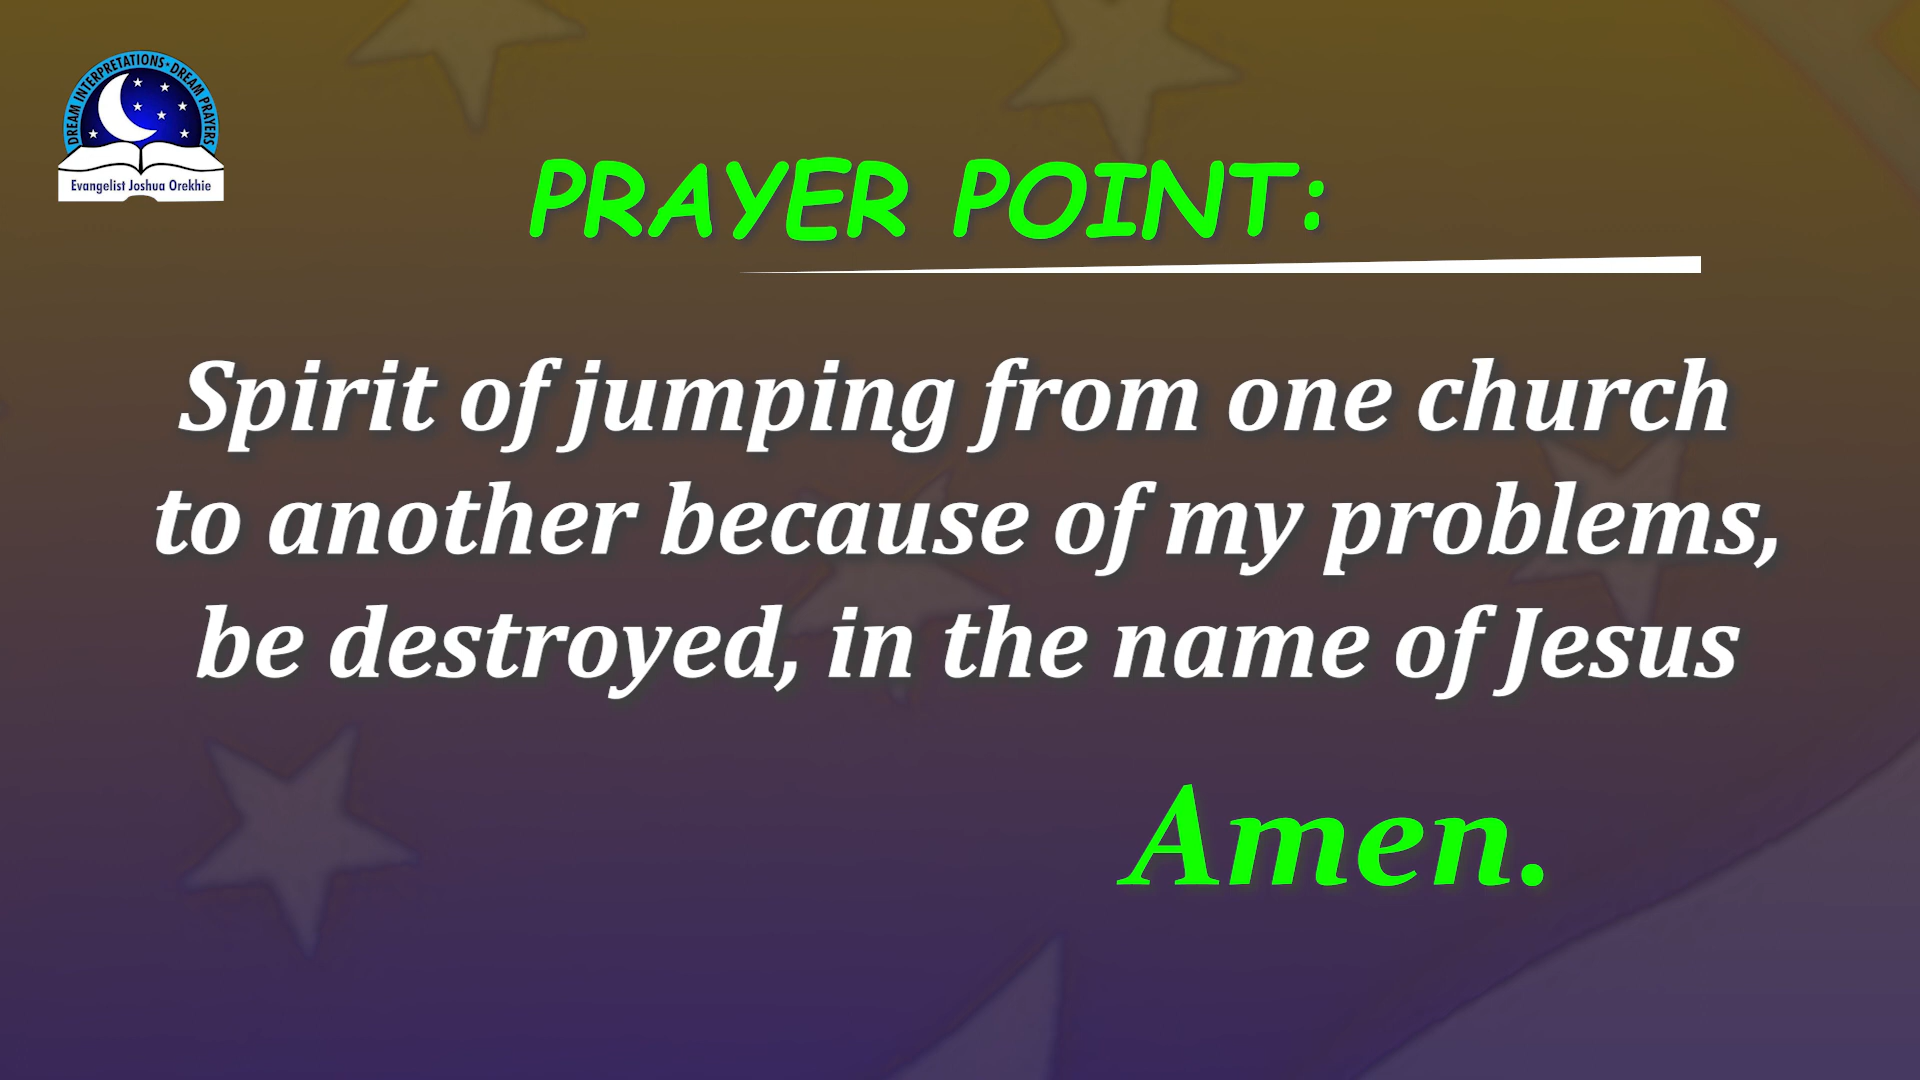 DREAM INTERPRETATIONS · DREAM PRAYERS
Evangelist Joshua Orekhie
PRAYER POINT:
Spirit of jumping from one church
to another because of my problems,
be destroyed, in the name of Jesus
Amen.